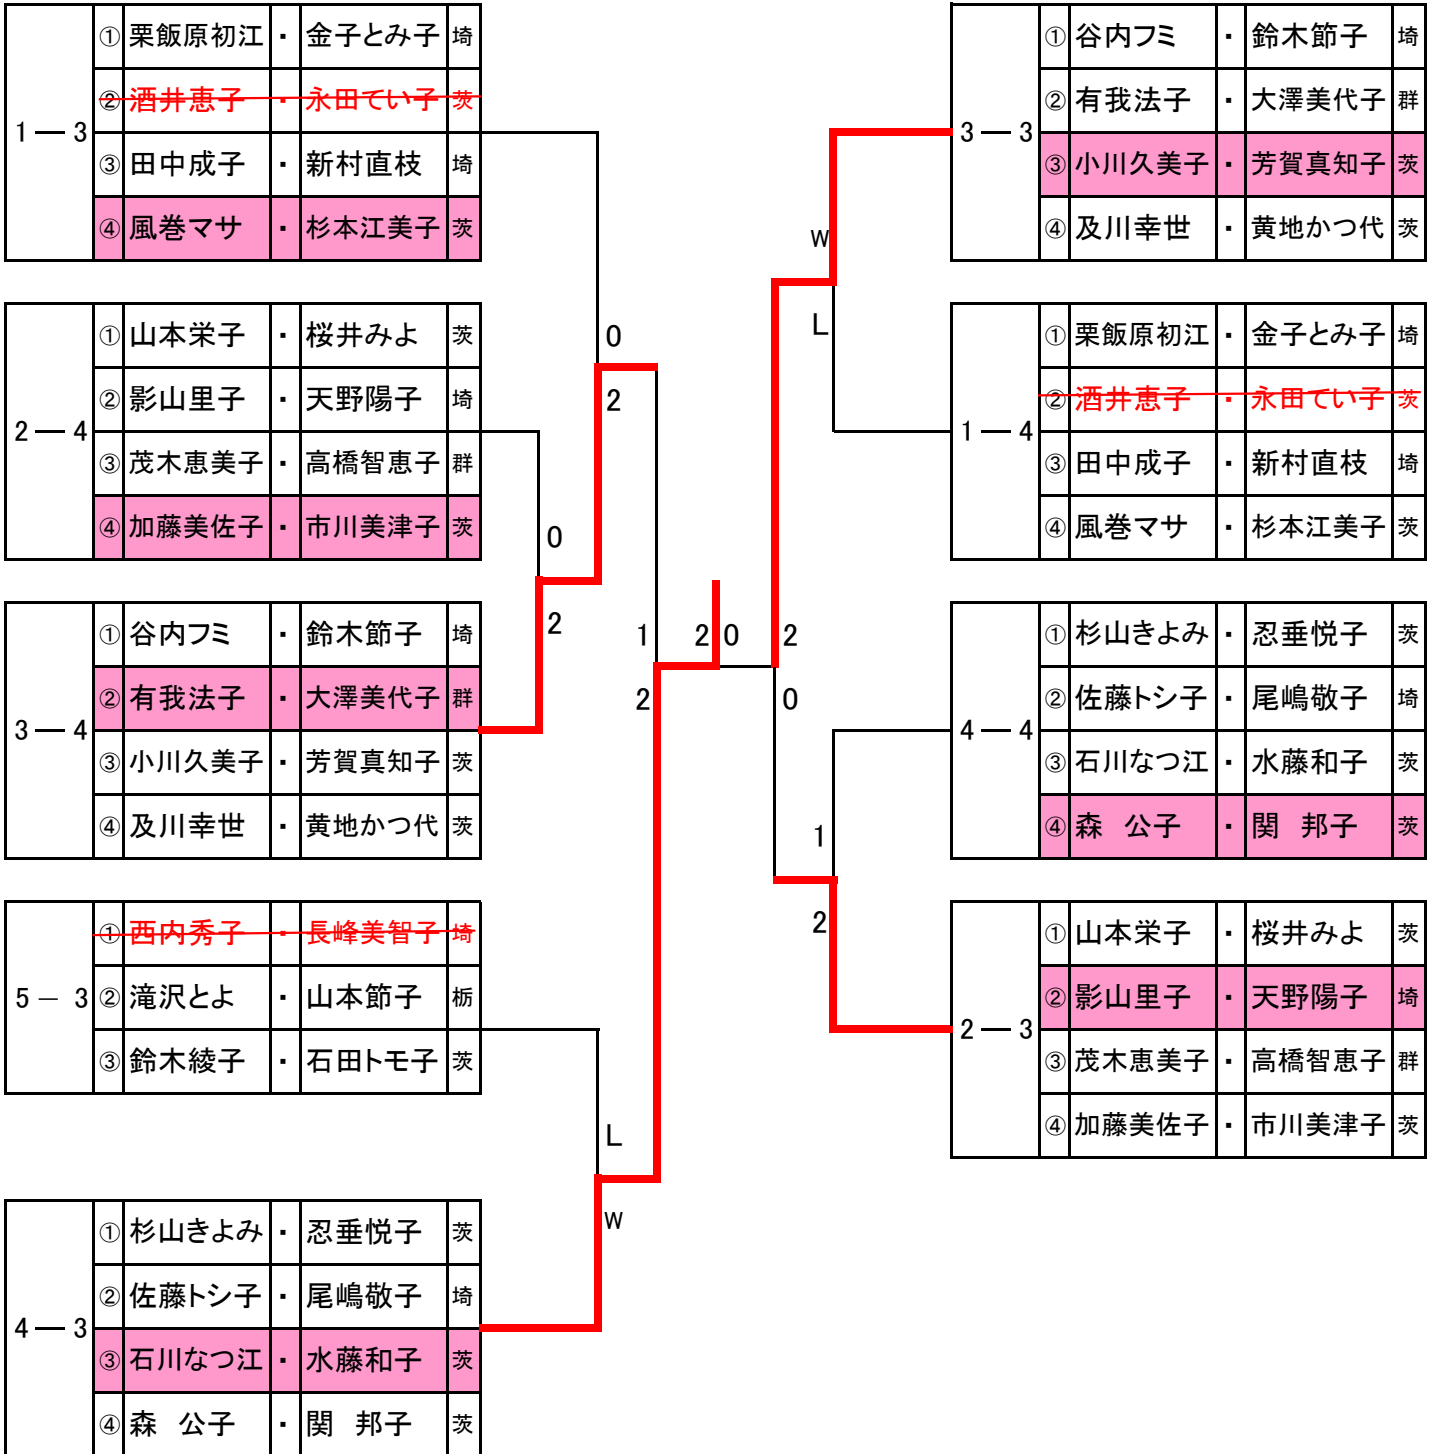 1 — 3
① 栗飯原初江 ・ 金子とみ子 埼
② 酒井恵子 ・ 永田てい子 茨
③ 田中成子 ・ 新村直枝 埼
④ 風巻マサ ・ 杉本江美子 茨
2 — 4
① 山本栄子 ・ 桜井みよ 茨
② 影山里子 ・ 天野陽子 埼
③ 茂木恵美子 ・ 高橋智恵子 群
④ 加藤美佐子 ・ 市川美津子 茨
3 — 4
① 谷内フミ ・ 鈴木節子 埼
② 有我法子 ・ 大澤美代子 群
③ 小川久美子 ・ 芳賀真知子 茨
④ 及川幸世 ・ 黄地かつ代 茨
5 — 3
① 西内秀子 ・ 長峰美智子 埼
② 滝沢とよ ・ 山本節子 栃
③ 鈴木綾子 ・ 石田トモ子 茨
4 — 3
① 杉山きよみ ・ 忍垂悦子 茨
② 佐藤トシ子 ・ 尾嶋敬子 埼
③ 石川なつ江 ・ 水藤和子 茨
④ 森 公子 ・ 関 邦子 茨
0
2
0
2
1
2
L
W
2 0
2
0
W
L
1
2
3 — 3
① 谷内フミ ・ 鈴木節子 埼
② 有我法子 ・ 大澤美代子 群
③ 小川久美子 ・ 芳賀真知子 茨
④ 及川幸世 ・ 黄地かつ代 茨
1 — 4
① 栗飯原初江 ・ 金子とみ子 埼
② 酒井恵子 ・ 永田てい子 茨
③ 田中成子 ・ 新村直枝 埼
④ 風巻マサ ・ 杉本江美子 茨
4 — 4
① 杉山きよみ ・ 忍垂悦子 茨
② 佐藤トシ子 ・ 尾嶋敬子 埼
③ 石川なつ江 ・ 水藤和子 茨
④ 森 公子 ・ 関 邦子 茨
2 — 3
① 山本栄子 ・ 桜井みよ 茨
② 影山里子 ・ 天野陽子 埼
③ 茂木恵美子 ・ 高橋智恵子 群
④ 加藤美佐子 ・ 市川美津子 茨